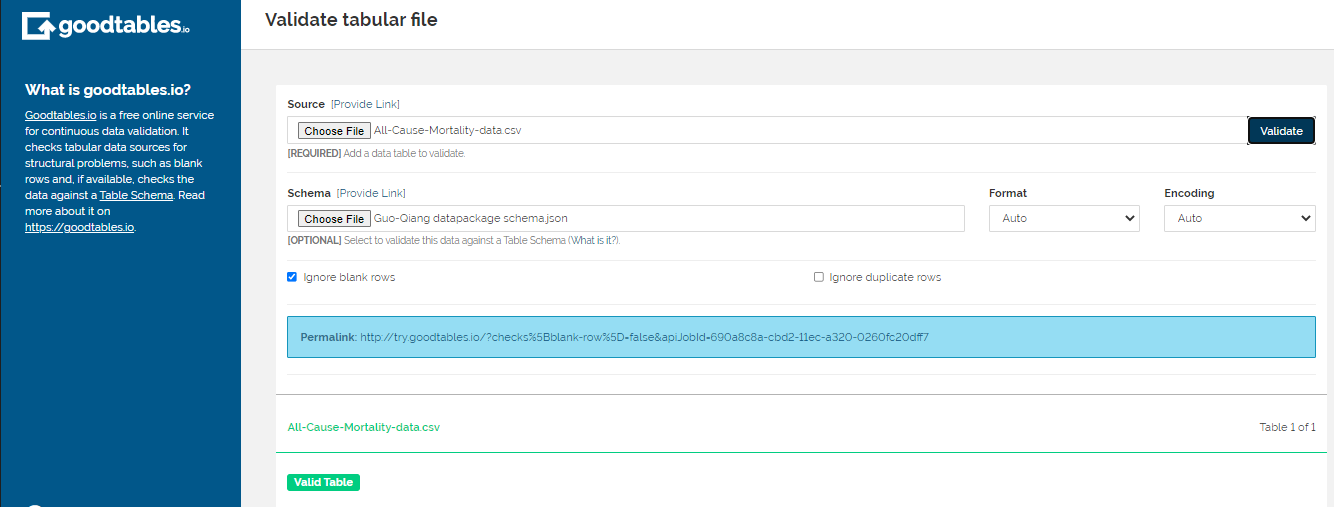 goodtables.io
Validate tabular file
What is goodtables.io?
Goodtables.io is a free online service
for continuous data validation. It
checks tabular data sources for
structural problems, such as blank
rows and, if available, checks the
data against a Table Schema. Read
more about it on
https://goodtables.io.
Source [Provide Link]
Choose File All-Cause-Mortality-data.csv Validate
[REQUIRED] Add a data table to validate.
Schema [Provide Link] Format Encoding
Choose File Guo-Qiang datapackage schema.json Auto Auto
[OPTIONAL] Select to validate this data against a Table Schema (What is it?).
Ignore blank rows Ignore duplicate rows
Permalink: http://try.goodtables.io/?checks%5Bblank-row%5D=false&apiJobId=690a8c8a-cbd2-11ec-a320-0260fc20dff7
All-Cause-Mortality-data.csv Table 1 of 1
Valid Table